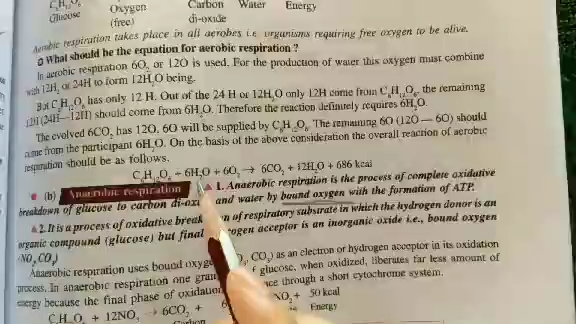 C₆H₁₂O₆ Oxygen Carbon Water Energy
Glucose (free) di-oxide
Aerobic respiration takes place in all aerobes i.e. organisms requiring free oxygen to be alive.
What should be the equation for aerobic respiration ?
In aerobic respiration 6O₂ or 12O is used. For the production of water this oxygen must combine
with 12H₂ or 24H to form 12H₂O being.
But C₆H₁₂O₆ has only 12 H. Out of the 24 H or 12H₂O only 12H come from C₆H₁₂O₆, the remaining
12H (24H—12H) should come from 6H₂O. Therefore the reaction definitely requires 6H₂O.
The evolved 6CO₂ has 12O. 6O will be supplied by C₆H₁₂O₆ The remaining 6O (12O — 6O) should
come from the participant 6H₂O. On the basis of the above consideration the overall reaction of aerobic
respiration should be as follows.
C₆H₁₂O₆ + 6H₂O + 6O₂ → 6CO₂ + 12H₂O + 686 kcal
(b) Anaerobic respiration 1. Anaerobic respiration is the process of complete oxidative
breakdown of glucose to carbon di-oxi and water by bound oxygen with the formation of ATP.
2. It is a process of oxidative break n of respiratory substrate in which the hydrogen donor is an
organic compound (glucose) but final ogen acceptor is an inorganic oxide i.e., bound oxygen
(NO₃ CO₃)
Anaerobic respiration uses bound oxyg CO₃) as an electron or hydrogen acceptor in its oxidation
process. In anaerobic respiration one gram f glucose, when oxidized, liberates far less amount of
energy because the final phase of oxidation nce through a short cytochrome system.
C₆H₁₂O₆ + 12NO₃ → 6CO₂ + 6 NO₂ + 50 kcal
Carbon Energy